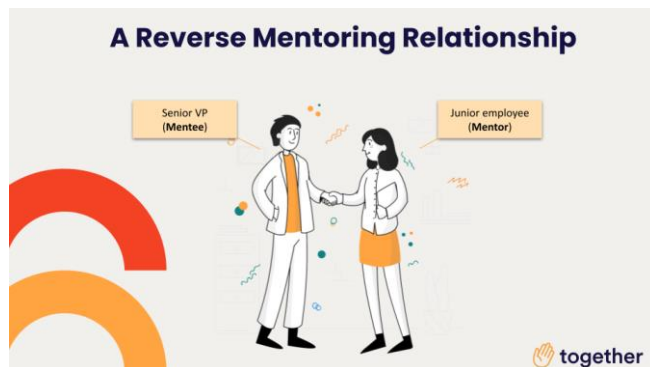 A Reverse Mentoring Relationship
Senior VP
(Mentee)
Junior employee
(Mentor)
together